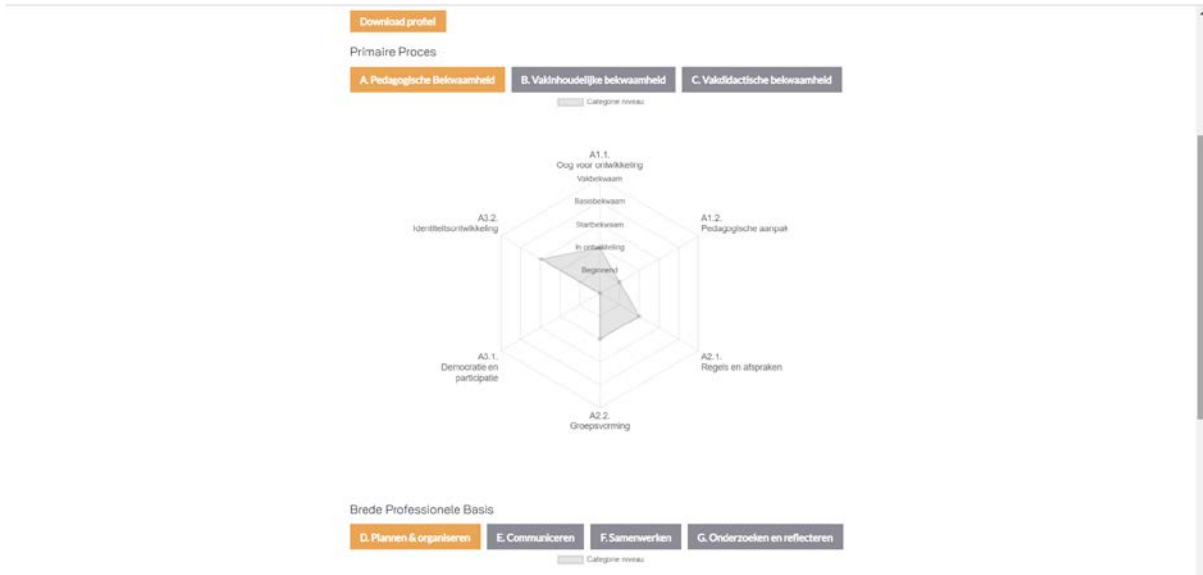 Download profiel
Primaire Proces
A. Pedagogische Bekwaamheid
B. Vakinhoudelijke bekwaamheid
C. Vakdidactische bekwaamheid
Categorie niveau
A1.1.
Oog voor ontwikkeling
Vakbekwaam
Basisbekwaam
Startbekwaam
In ontwikkeling
Beginnend
A1.2.
Pedagogische aanpak
A2.1.
Regels en afspraken
A2.2.
Groepsvorming
A3.1.
Democratie en
participatie
A3.2.
Identiteitsontwikkeling
Brede Professionele Basis
D. Plannen & organiseren
E. Communiceren
F. Samenwerken
G. Onderzoeken en reflecteren
Categorie niveau